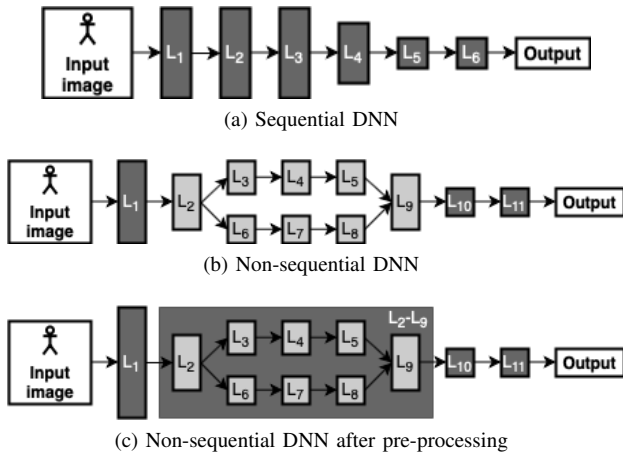 Input image L1 L2 L3 L4 L5 L6 Output
(a) Sequential DNN
Input image L1 L2 L3 L4 L5 L6 L7 L8 L9 L10 L11 Output
(b) Non-sequential DNN
Input image L1 L2 L3 L4 L5 L6 L7 L8 L9 L2-L9 L10 L11 Output
(c) Non-sequential DNN after pre-processing